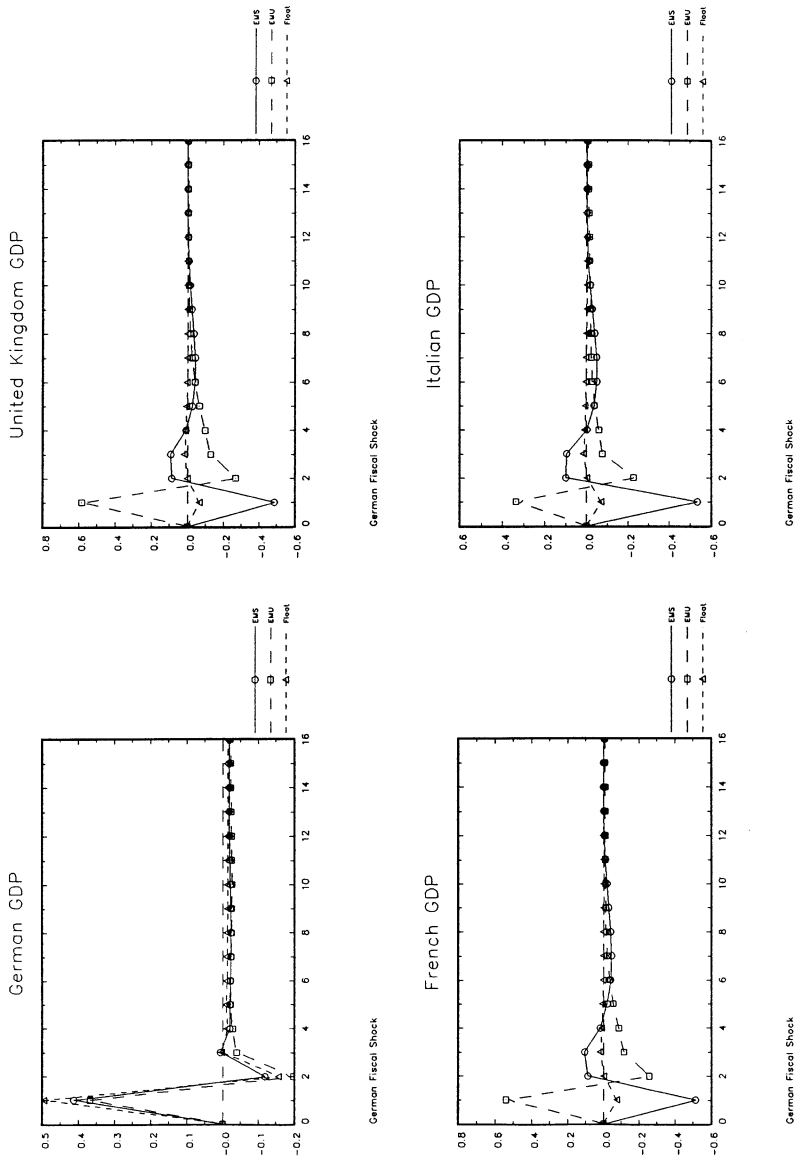 German GDP
0.5
0.4
0.3
0.2
0.1
-0.0
-0.1
-0.2
0 2 4 6 8 10 12 14 16
EMS
EMU
Float
German Fiscal Shock
United Kingdom GDP
0.8
0.6
0.4
0.2
0.0
-0.2
-0.4
-0.6
0 2 4 6 8 10 12 14 16
EMS
EMU
Float
German Fiscal Shock
French GDP
0.8
0.6
0.4
0.2
0.0
-0.2
-0.4
-0.6
0 2 4 6 8 10 12 14 16
EMS
EMU
Float
German Fiscal Shock
Italian GDP
0.6
0.4
0.2
0.0
-0.2
-0.4
-0.6
0 2 4 6 8 10 12 14 16
EMS
EMU
Float
German Fiscal Shock